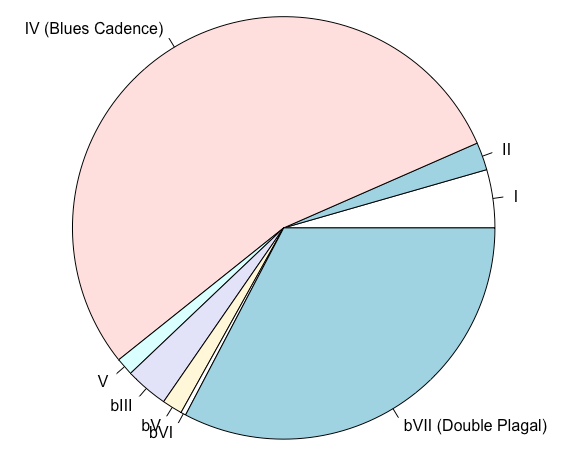 IV (Blues Cadence)
II
I
V
bIII
bV
bVI
bVII (Double Plagal)